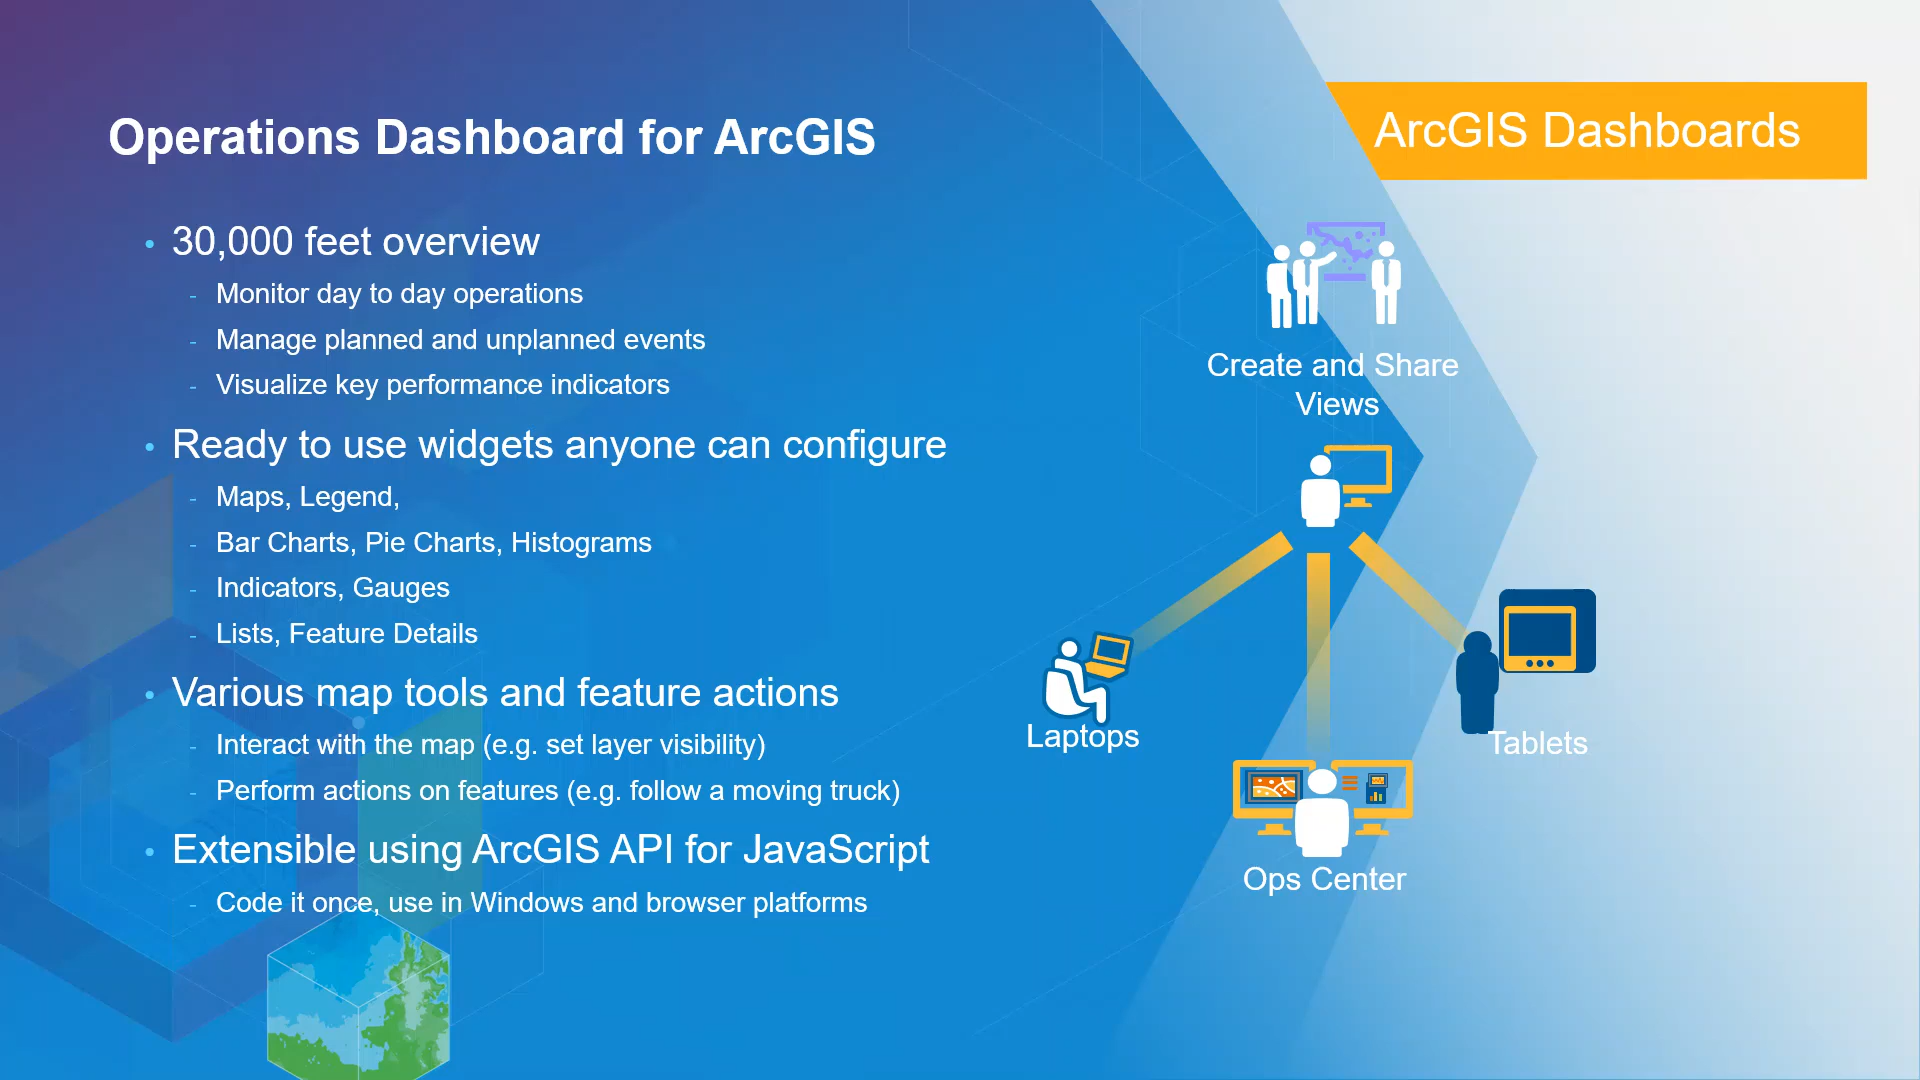 Operations Dashboard for ArcGIS
ArcGIS Dashboards
• 30,000 feet overview
- Monitor day to day operations
- Manage planned and unplanned events
- Visualize key performance indicators
• Ready to use widgets anyone can configure
- Maps, Legend,
- Bar Charts, Pie Charts, Histograms
- Indicators, Gauges
- Lists, Feature Details
• Various map tools and feature actions
- Interact with the map (e.g. set layer visibility)
- Perform actions on features (e.g. follow a moving truck)
• Extensible using ArcGIS API for JavaScript
- Code it once, use in Windows and browser platforms
Create and Share
Views
Laptops
Tablets
Ops Center